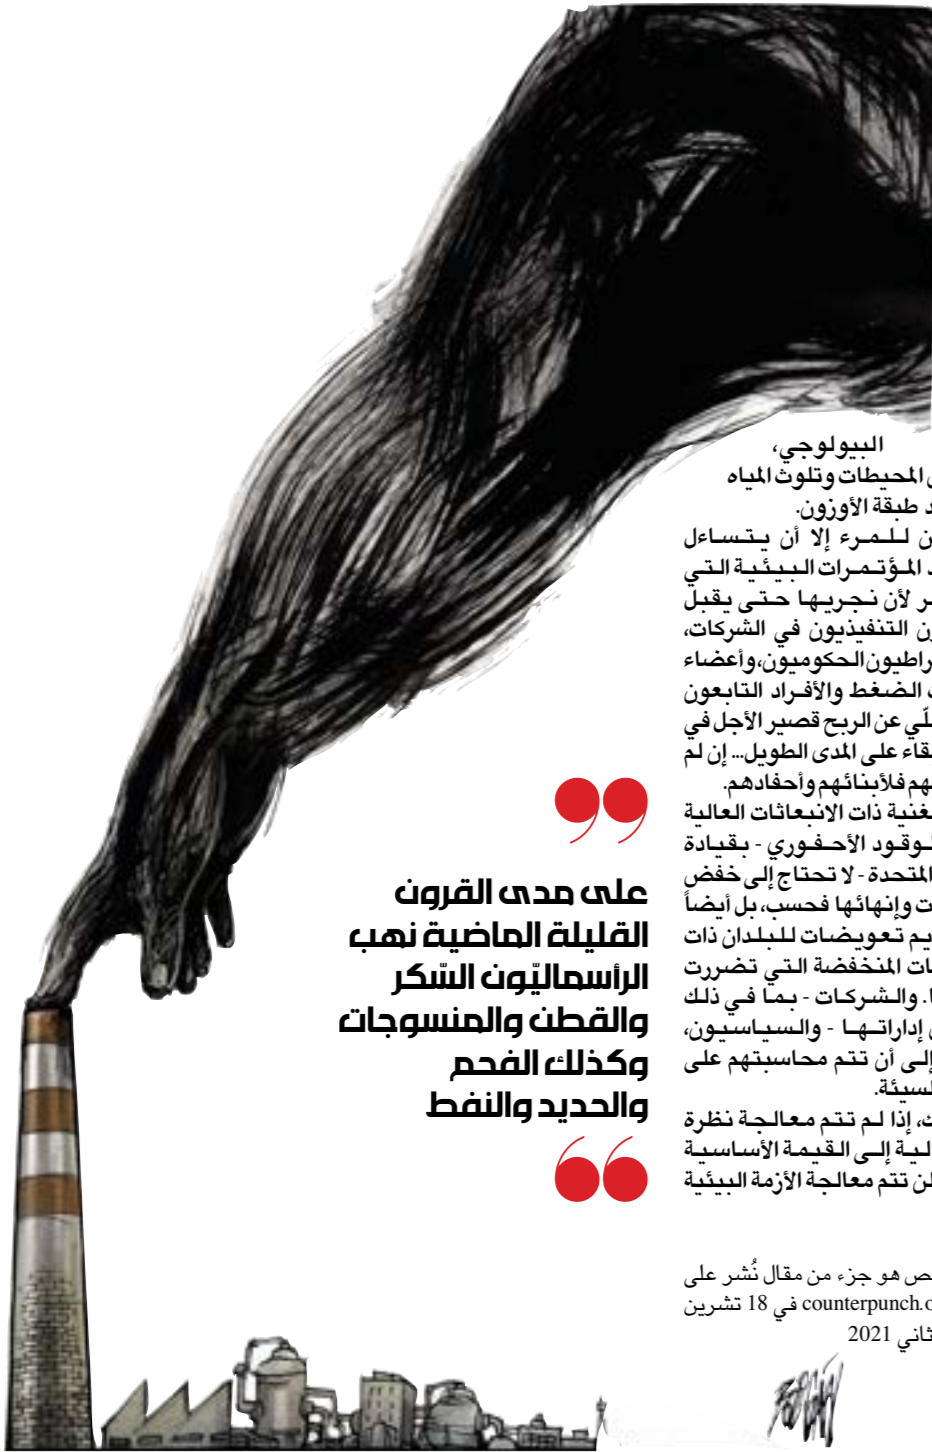 البيولوجي،
المحيطات وتلوث المياه
طبقة الأوزون.
للمرء إلا أن يتساءل
المؤتمرات البيئية التي
لأن نجريها حتى يقبل
التنفيذيون في الشركات،
الحكوميون، وأعضاء
الضغط والأفراد التابعون
عن الربح قصير الأجل في
على المدى الطويل... إن لم
فلأبنائهم وأحفادهم.
ذات الانبعاثات العالية
الأحفوري - بقيادة
المتحدة - لا تحتاج إلى خفض
وإنهائها فحسب، بل أيضاً
تعويضات للبلدان ذات
المنخفضة التي تضررت
. والشركات - بما في ذلك
إداراتها - والسياسيون،
إلى أن تتم محاسبتهم على
السيئة.
إذا لم تتم معالجة نظرة
إلى القيمة الأساسية
لن تتم معالجة الأزمة البيئية
هو جزء من مقال نُشر على
counterpunch.o في 18 تشرين
2021
على مدى القرون
القليلة الماضية نهب
الرأسماليّون السّكر
والقطن والمنسوجات
وكذلك الفحم
والحديد والنفط